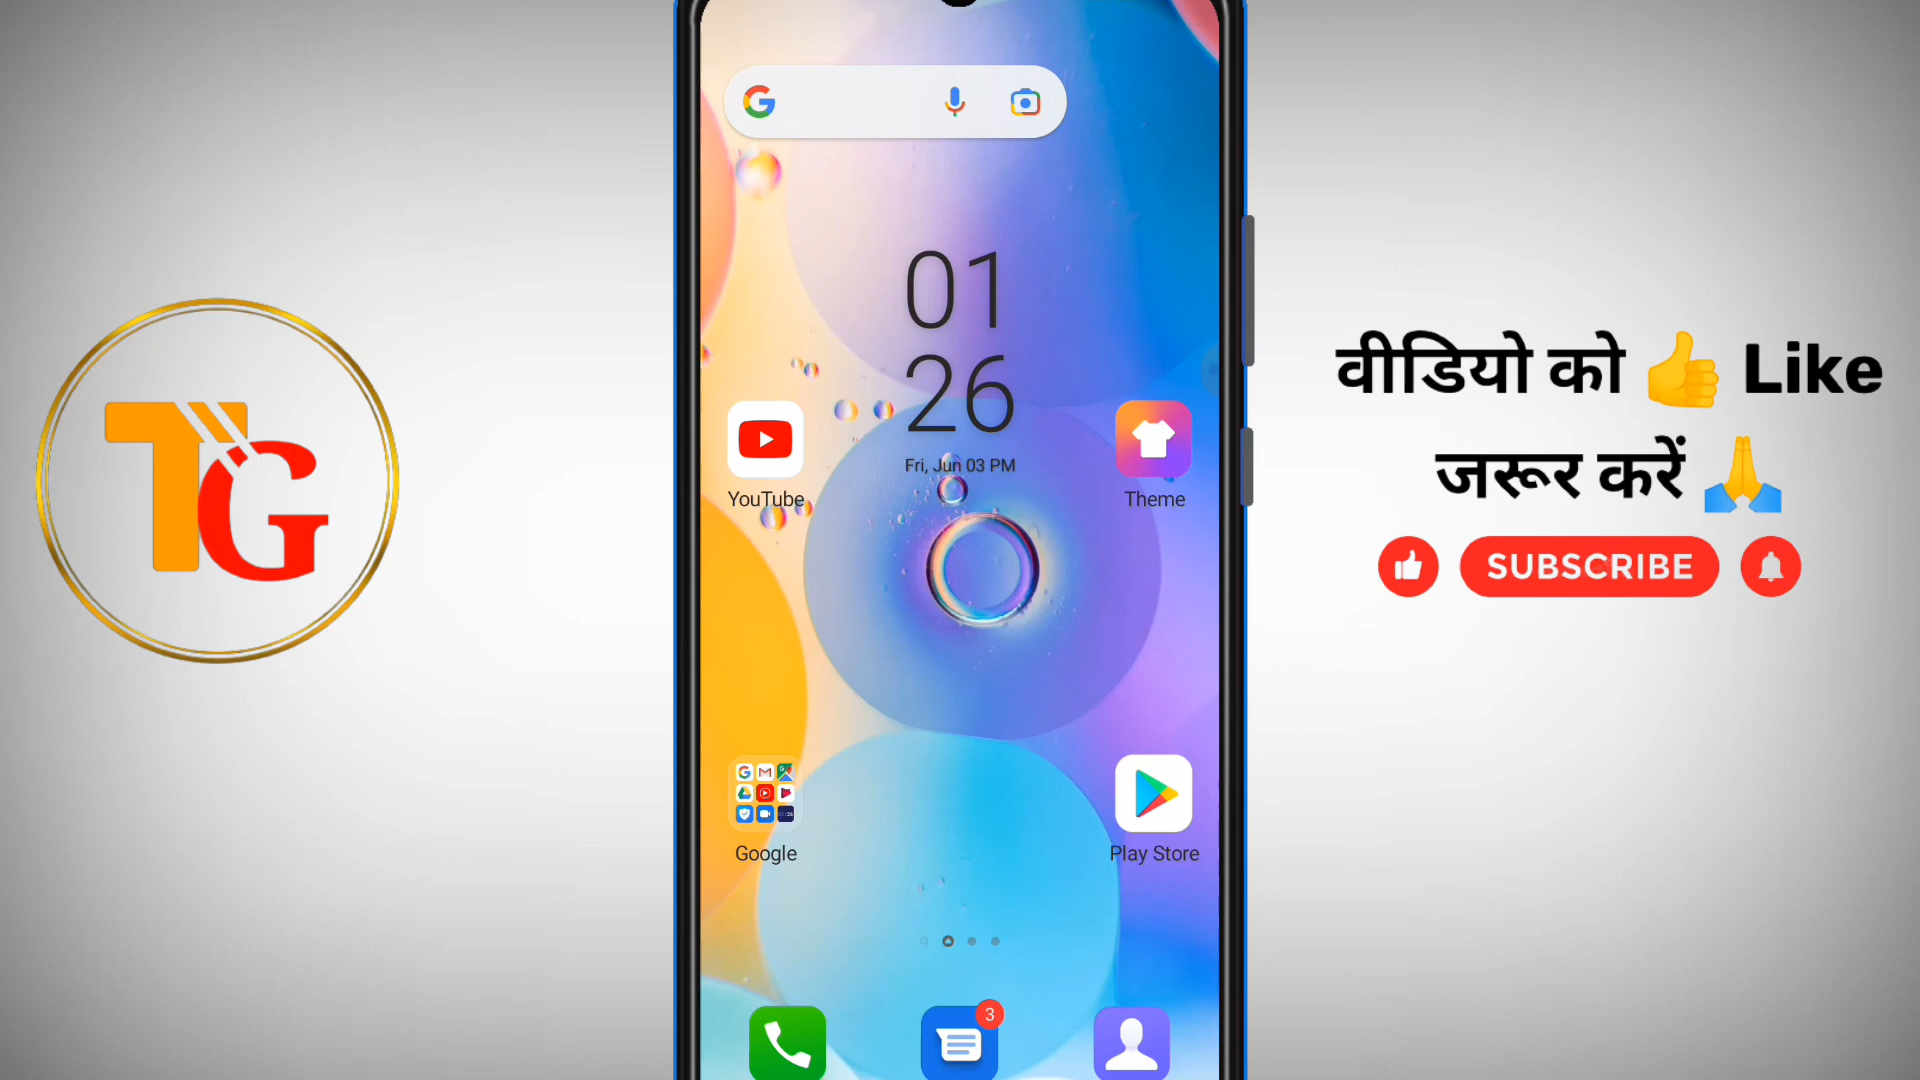 TG
वीडियो को 👍 Like
जरूर करें 🙏
SUBSCRIBE
01
26
Fri, Jun 03 PM
YouTube
Theme
Google
Play Store
3